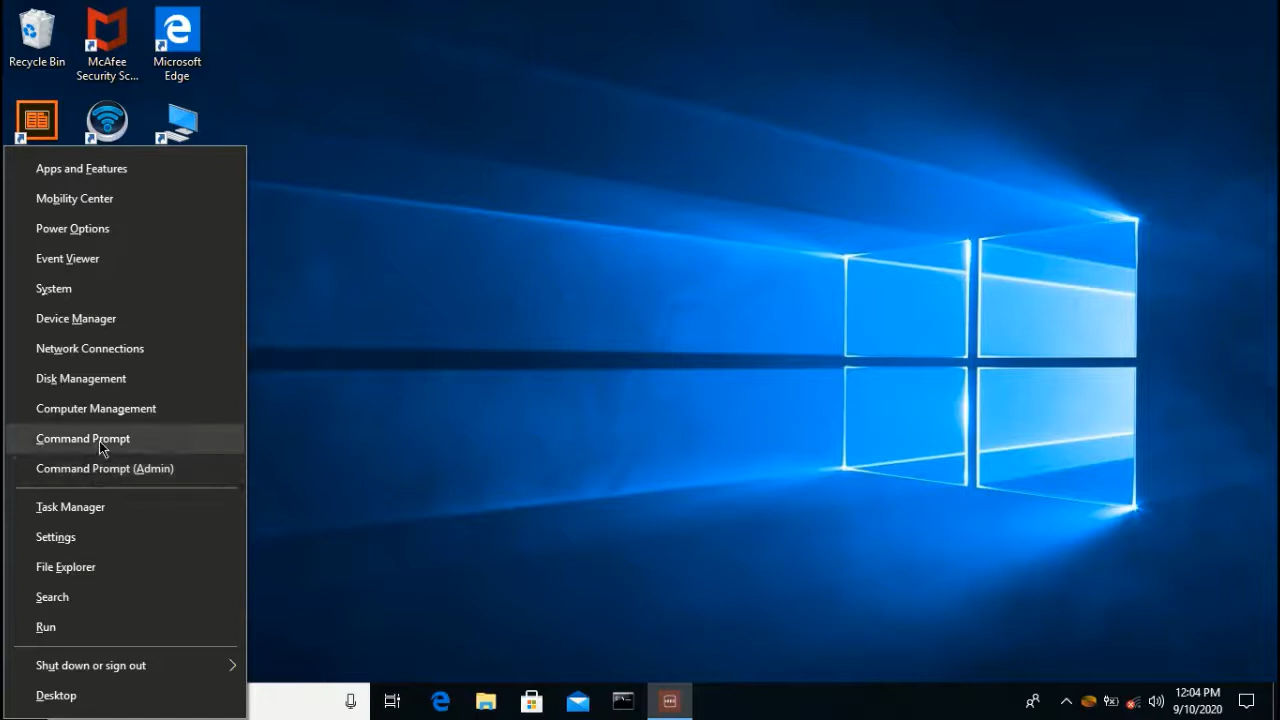 Recycle Bin
McAfee
Security Sc...
Microsoft
Edge
Apps and Features
Mobility Center
Power Options
Event Viewer
System
Device Manager
Network Connections
Disk Management
Computer Management
Command Prompt
Command Prompt (Admin)
Task Manager
Settings
File Explorer
Search
Run
Shut down or sign out
Desktop
12:04 PM
9/10/2020